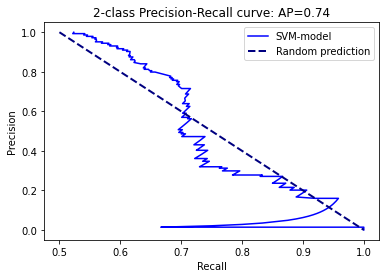 2-class Precision-Recall curve: AP=0.74
SVM-model
Random prediction
Precision
1.0
0.8
0.6
0.4
0.2
0.0
0.5 0.6 0.7 0.8 0.9 1.0
Recall